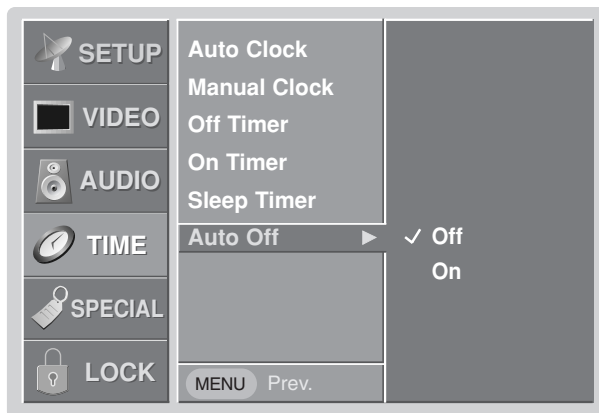 SETUP
VIDEO
AUDIO
TIME
SPECIAL
LOCK
Auto Clock
Manual Clock
Off Timer
On Timer
Sleep Timer
Auto Off
MENU Prev.
Off
On